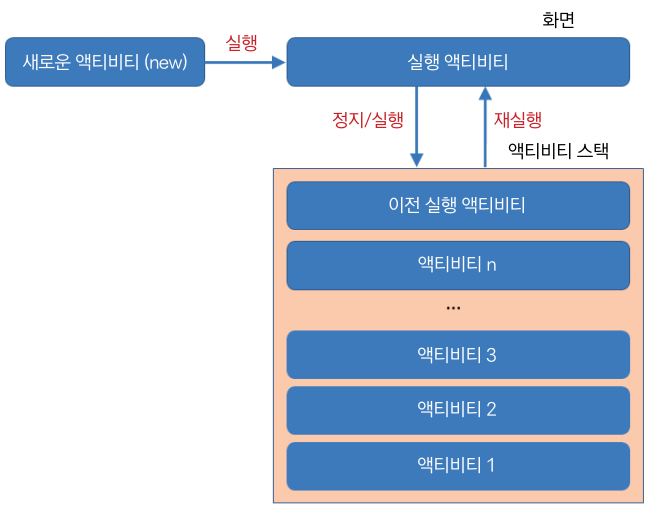 화면
새로운 액티비티 (new)
실행
실행 액티비티
정지/실행
재실행
액티비티 스택
이전 실행 액티비티
액티비티 n
...
액티비티 3
액티비티 2
액티비티 1